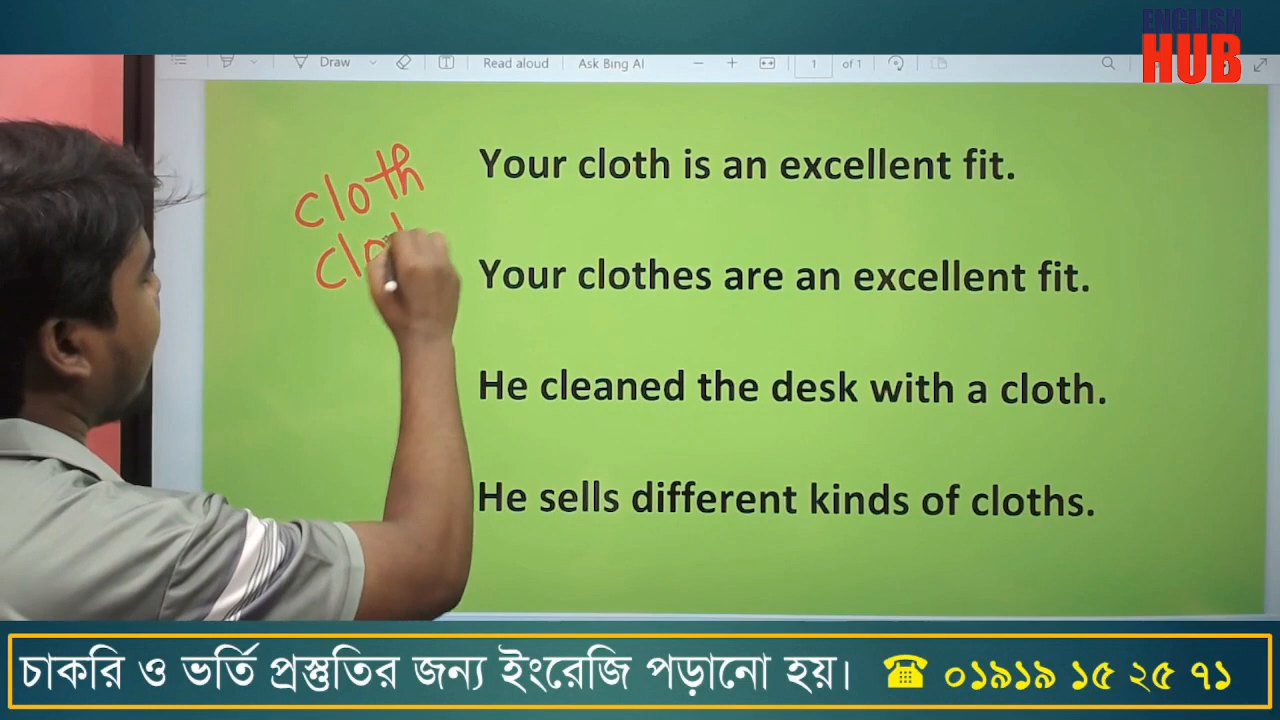 ENGLISH
HUB
Draw
Read aloud
Ask Bing AI
1 of 1
cloth
Your cloth is an excellent fit.
Your clothes are an excellent fit.
He cleaned the desk with a cloth.
He sells different kinds of cloths.
চাকরি ও ভর্তি প্রস্তুতির জন্য ইংরেজি পড়ানো হয়। ☎ ০১৯১৯ ১৫ ২৫ ৭১